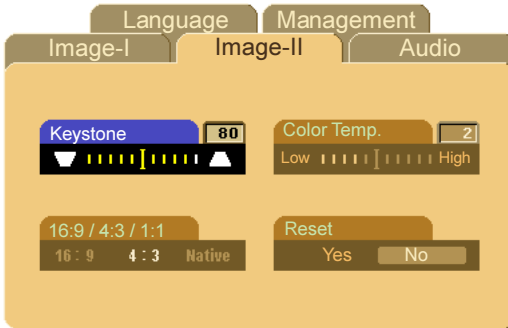 Language Management
Image-I Image-II Audio
Keystone 80
Color Temp. 2
Low High
16:9 / 4:3 / 1:1
16 : 9 4 : 3 Native
Reset
Yes No